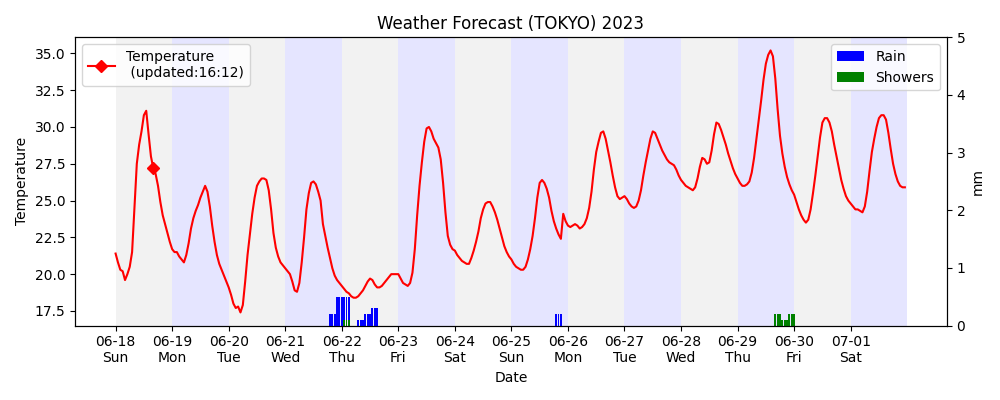 Weather Forecast (TOKYO) 2023
Temperature
(updated:16:12)
Rain
Showers
Temperature
35.0
32.5
30.0
27.5
25.0
22.5
20.0
17.5
5
4
3
2
1
0
mm
06-18 06-19 06-20 06-21 06-22 06-23 06-24 06-25 06-26 06-27 06-28 06-29 06-30 07-01
Sun Mon Tue Wed Thu Fri Sat Sun Mon Tue Wed Thu Fri Sat
Date